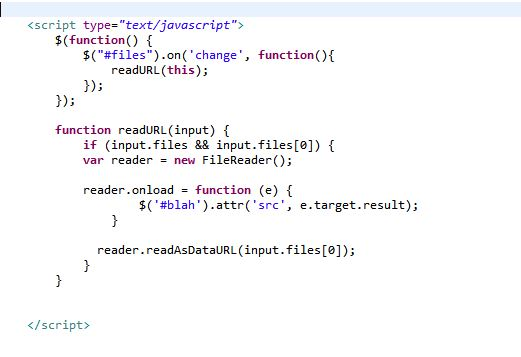 <script type="text/javascript">
    $(function() {
        $("#files").on('change', function(){
            readURL(this);
        });
    });

    function readURL(input) {
        if (input.files && input.files[0]) {
        var reader = new FileReader();

        reader.onload = function (e) {
                $('#blah').attr('src', e.target.result);
            }

          reader.readAsDataURL(input.files[0]);
        }
    }


</script>